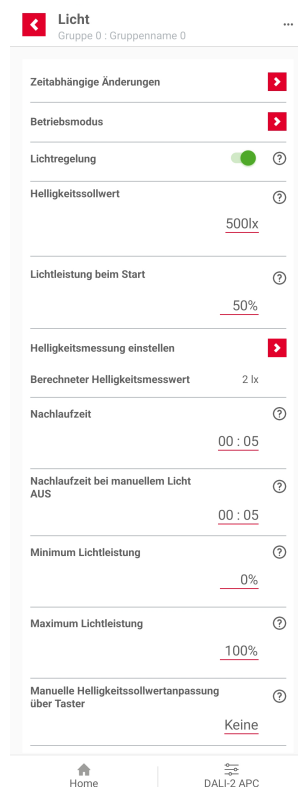 Licht
Gruppe 0 : Gruppenname 0
Zeitabhängige Änderungen
Betriebsmodus
Lichtregelung
Helligkeitssollwert
500lx
Lichtleistung beim Start
50%
Helligkeitsmessung einstellen
Berechneter Helligkeitsmesswert 2 lx
Nachlaufzeit
00 : 05
Nachlaufzeit bei manuellem Licht
AUS
00 : 05
Minimum Lichtleistung
0%
Maximum Lichtleistung
100%
Manuelle Helligkeitssollwertanpassung
über Taster
Keine
Home DALI-2 APC